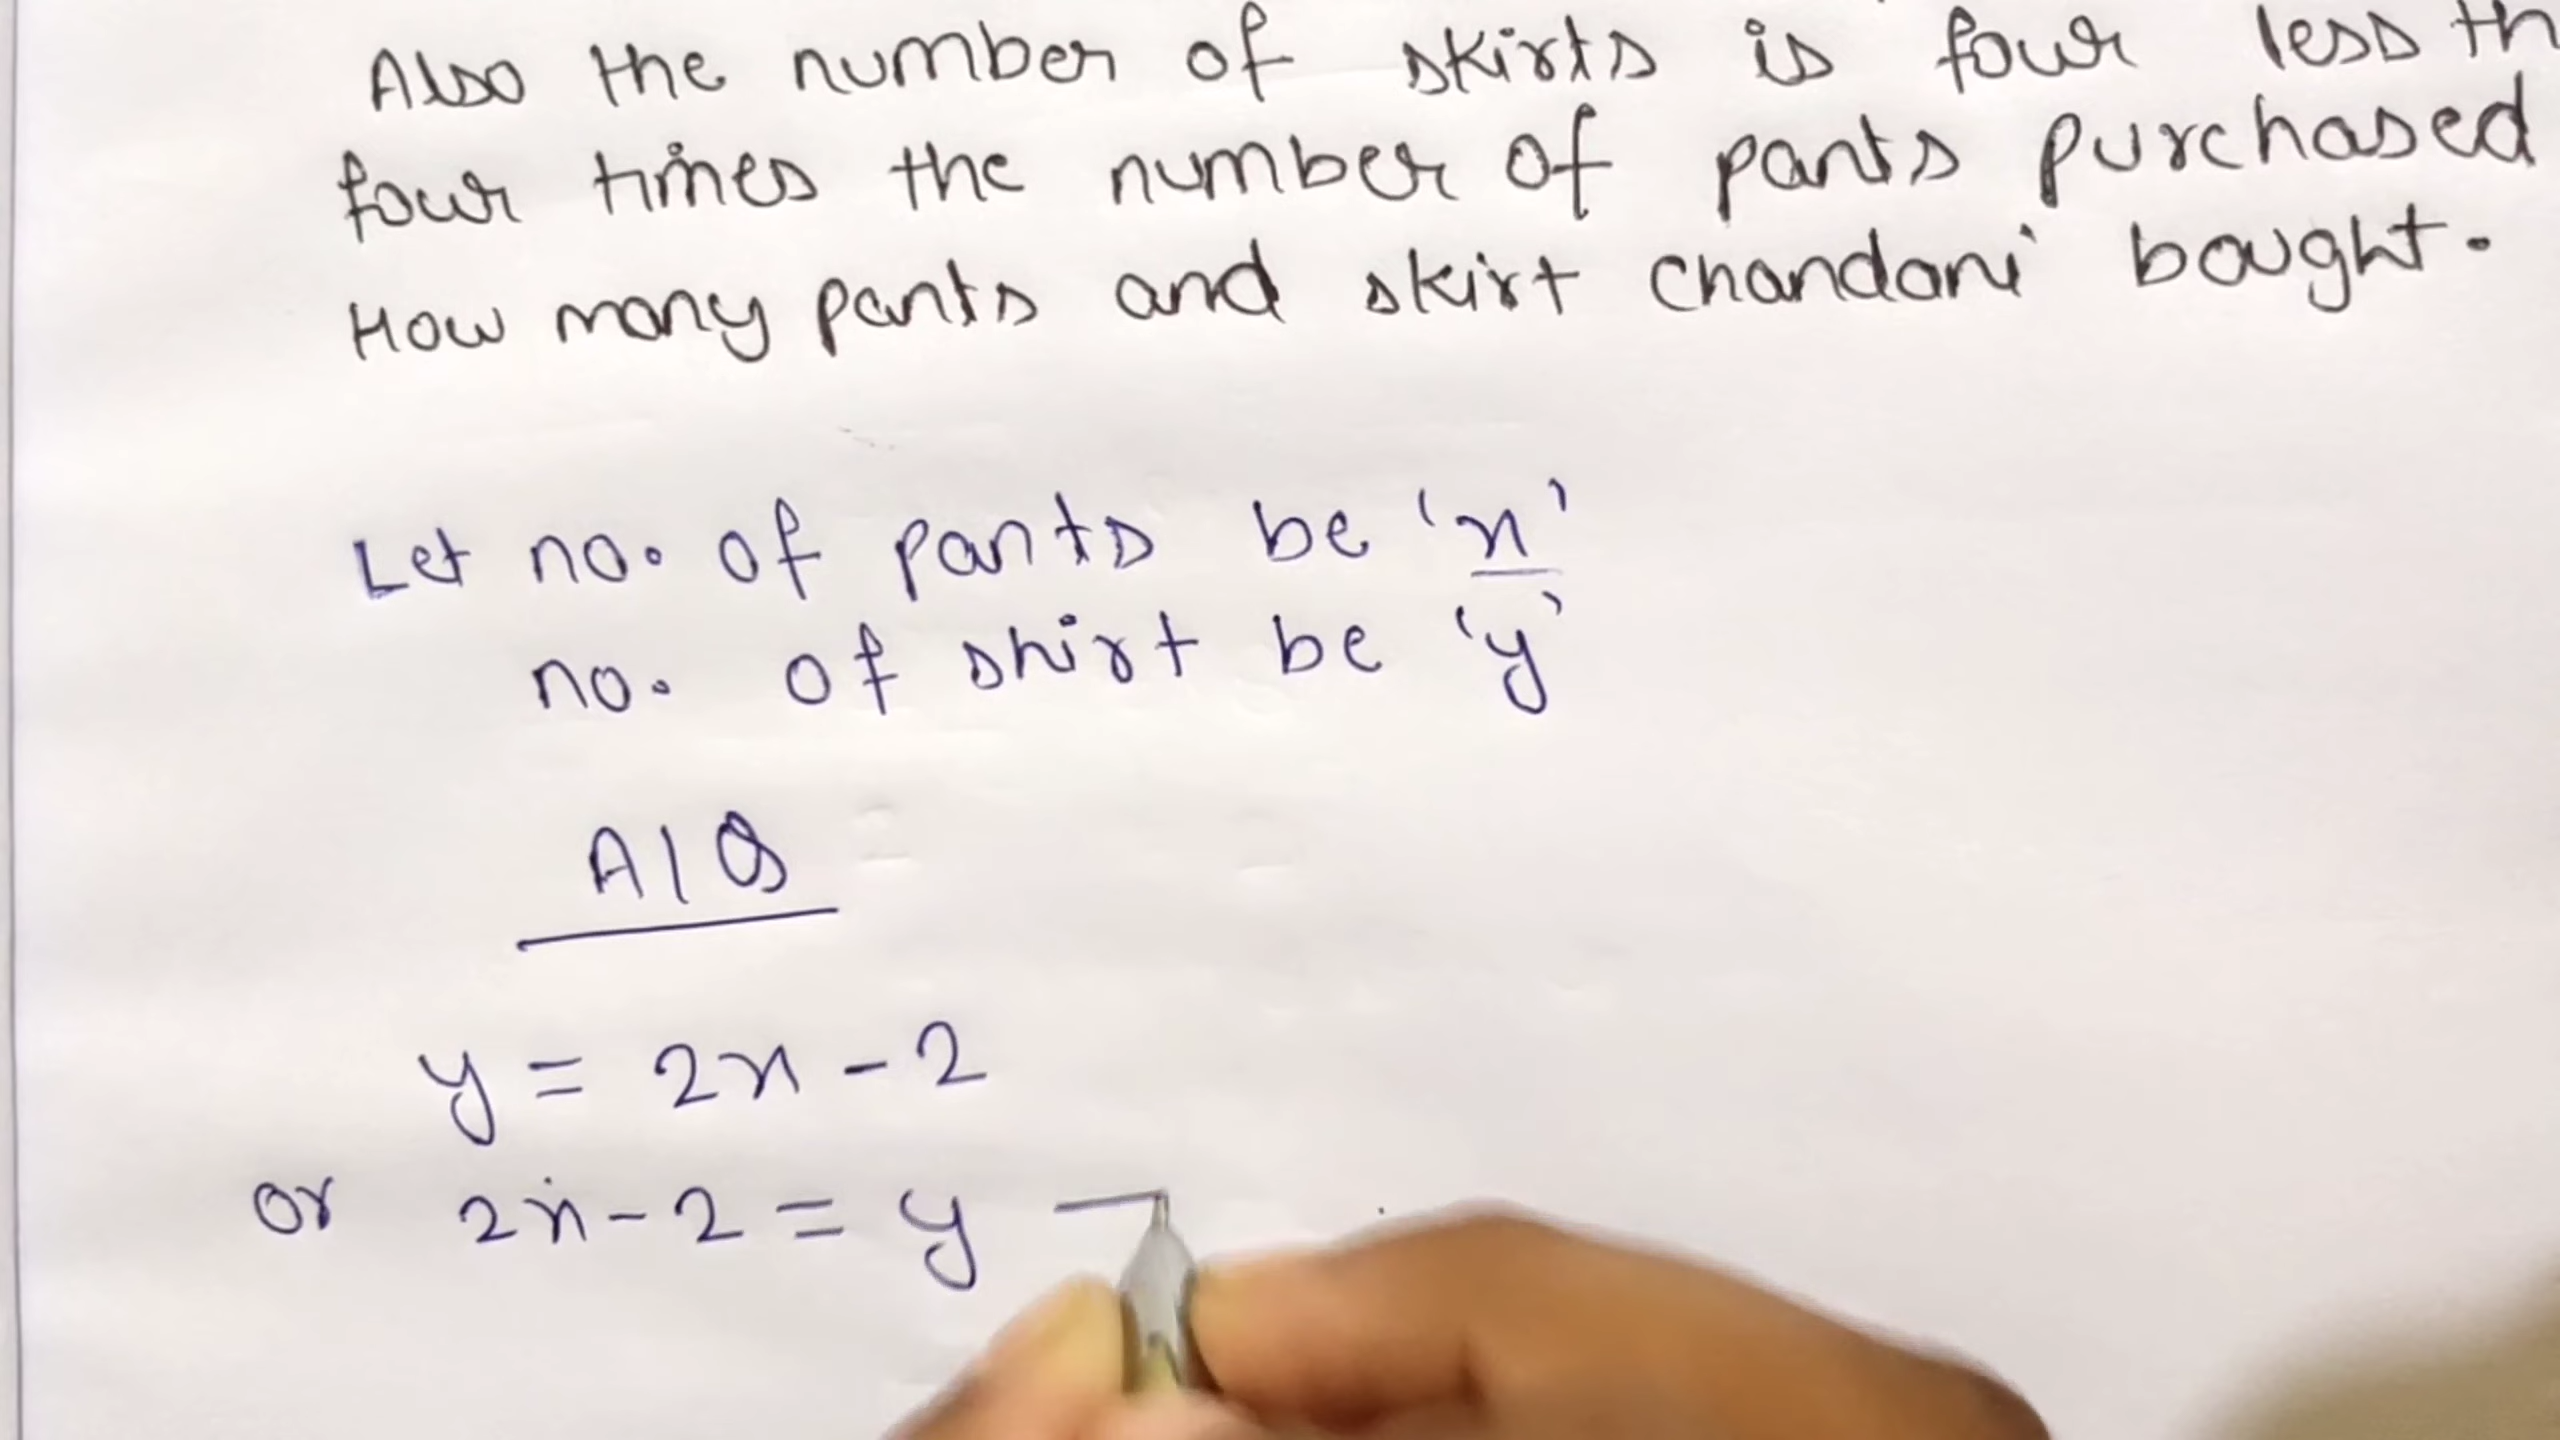 Also the number of skirts is four less th
four times the number of pants purchased
How many pants and skirt chandani bought.
Let no. of pants be 'x'
no. of shirt be 'y'
A/Q
y = 2x - 2
or 2x - 2 = y —